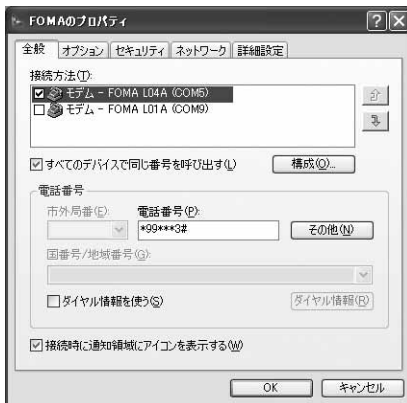 FOMAのプロパティ
全般 オプション セキュリティ ネットワーク 詳細設定
接続方法(T):
モデム - FOMA L04A (COM5)
モデム - FOMA L01A (COM9)
すべてのデバイスで同じ番号を呼び出す(L) 構成(O)...
電話番号
市外局番(E): 電話番号(P):
*99***3# その他(N)
国番号/地域番号(G):
ダイヤル情報を使う(S) ダイヤル情報(R)
接続時に通知領域にアイコンを表示する(W)
OK キャンセル